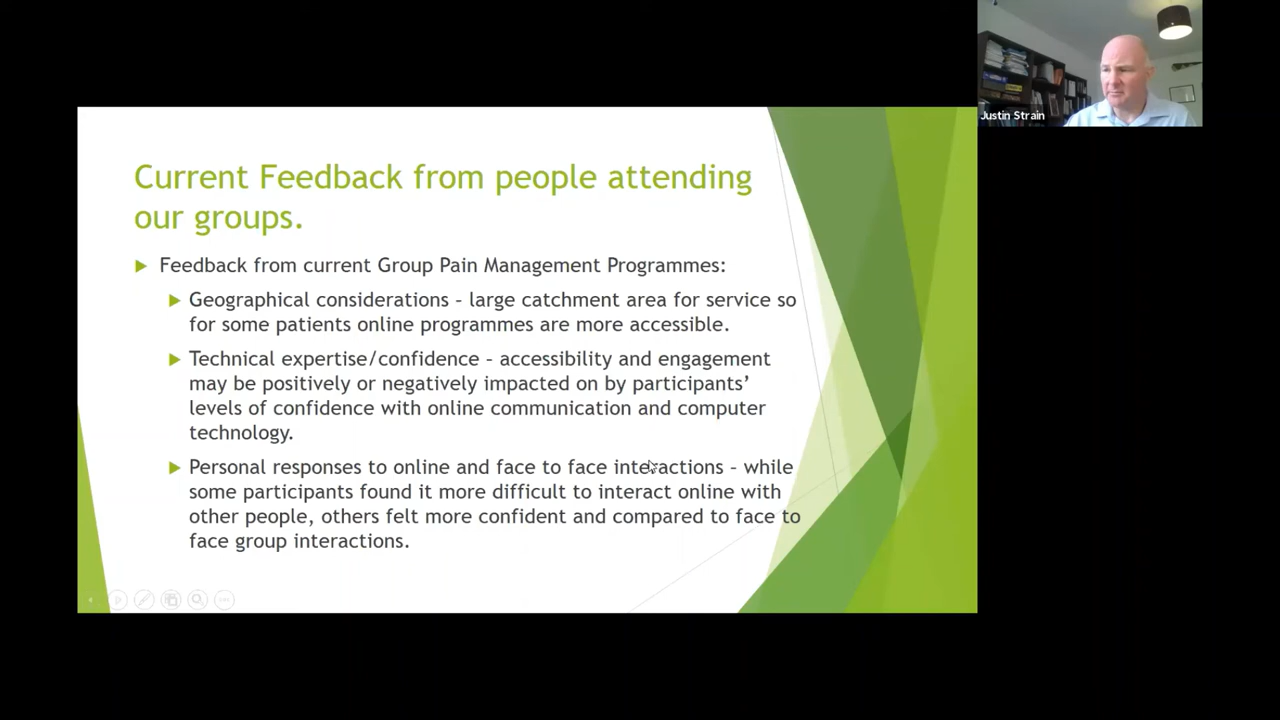 Justin Strain
Current Feedback from people attending
our groups.
Feedback from current Group Pain Management Programmes:
Geographical considerations – large catchment area for service so
for some patients online programmes are more accessible.
Technical expertise/confidence – accessibility and engagement
may be positively or negatively impacted on by participants’
levels of confidence with online communication and computer
technology.
Personal responses to online and face to face interactions – while
some participants found it more difficult to interact online with
other people, others felt more confident and compared to face to
face group interactions.